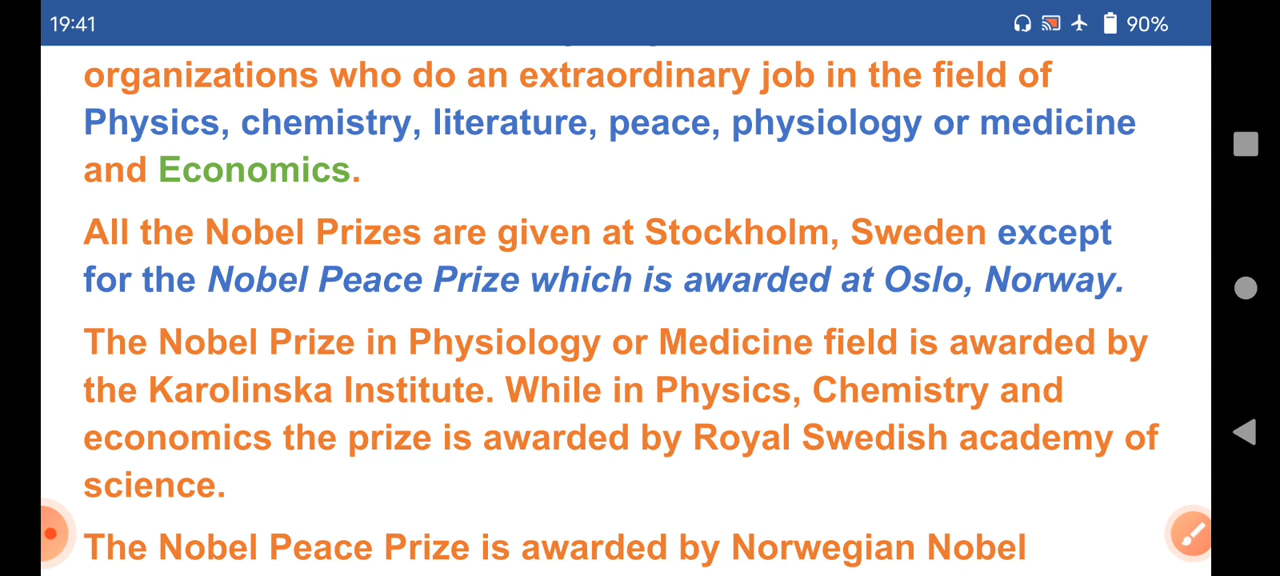 19:41
90%
organizations who do an extraordinary job in the field of
Physics, chemistry, literature, peace, physiology or medicine
and Economics.
All the Nobel Prizes are given at Stockholm, Sweden except
for the Nobel Peace Prize which is awarded at Oslo, Norway.
The Nobel Prize in Physiology or Medicine field is awarded by
the Karolinska Institute. While in Physics, Chemistry and
economics the prize is awarded by Royal Swedish academy of
science.
The Nobel Peace Prize is awarded by Norwegian Nobel